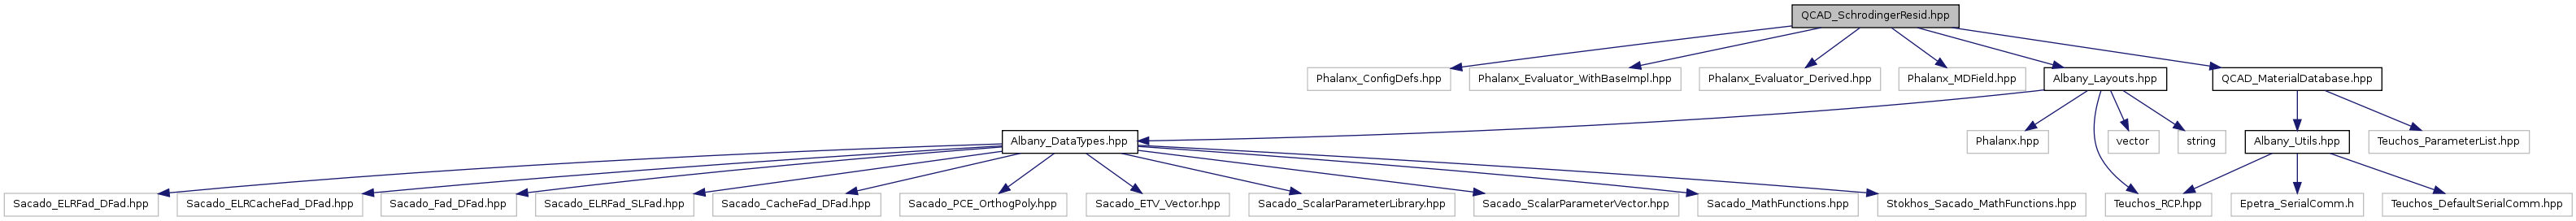 QCAD_SchrodingerResid.hpp
Phalanx_ConfigDefs.hpp
Phalanx_Evaluator_WithBaseImpl.hpp
Phalanx_Evaluator_Derived.hpp
Phalanx_MDField.hpp
Albany_Layouts.hpp
QCAD_MaterialDatabase.hpp
Albany_DataTypes.hpp
Phalanx.hpp
vector
string
Albany_Utils.hpp
Teuchos_ParameterList.hpp
Sacado_ELRFad_DFad.hpp
Sacado_ELRCacheFad_DFad.hpp
Sacado_Fad_DFad.hpp
Sacado_ELRFad_SLFad.hpp
Sacado_CacheFad_DFad.hpp
Sacado_PCE_OrthogPoly.hpp
Sacado_ETV_Vector.hpp
Sacado_ScalarParameterLibrary.hpp
Sacado_ScalarParameterVector.hpp
Sacado_MathFunctions.hpp
Stokhos_Sacado_MathFunctions.hpp
Teuchos_RCP.hpp
Epetra_SerialComm.h
Teuchos_DefaultSerialComm.hpp